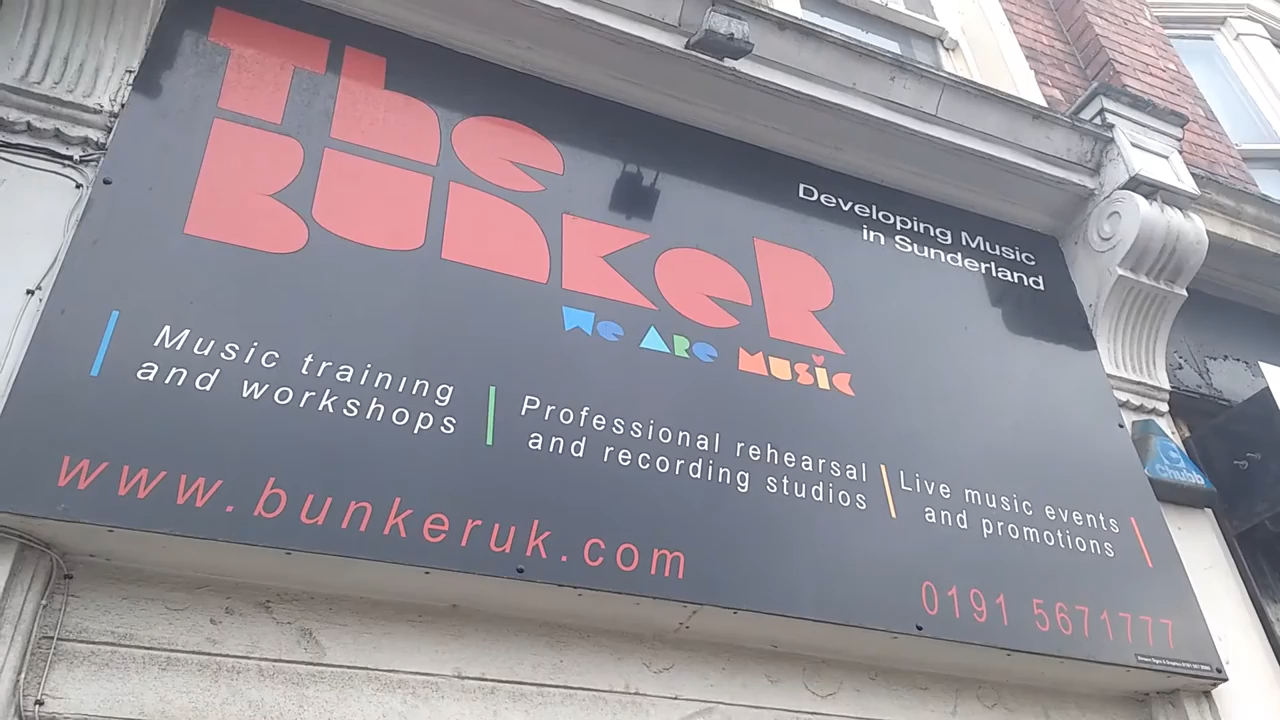 The
BUNKER
We Are Music
Developing Music
in Sunderland
Music training
and workshops
Professional rehearsal
and recording studios
Live music events
and promotions
www.bunkeruk.com
0191 5671777
Chubb